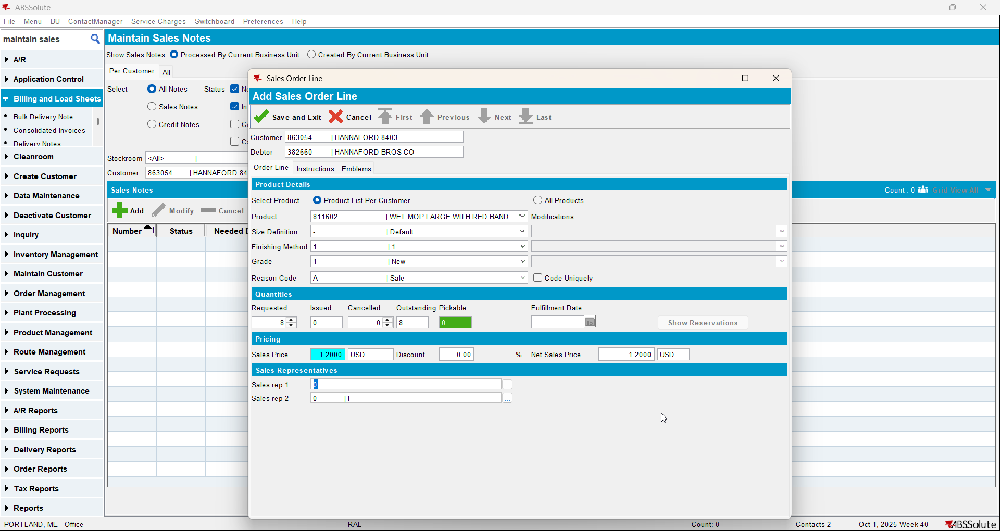 ABSSolute
File Menu BU ContactManager Service Charges Switchboard Preferences Help
maintain sales
Maintain Sales Notes
Show Sales Notes Processed By Current Business Unit Created By Current Business Unit
Per Customer All
Select All Notes Status Ne
Sales Notes In
Credit Notes C
Ca
Stockroom <All> |
Customer 863054 | HANNAFORD 84
Sales Notes
Count : 0 Grid View All
Add Modify Cancel
Number 1 Status Needed D
A/R
Application Control
Billing and Load Sheets
Bulk Delivery Note
Consolidated Invoices
Delivery Notes
Cleanroom
Create Customer
Data Maintenance
Deactivate Customer
Inquiry
Inventory Management
Maintain Customer
Order Management
Plant Processing
Product Management
Route Management
Service Requests
System Maintenance
A/R Reports
Billing Reports
Delivery Reports
Order Reports
Tax Reports
Reports
Sales Order Line
Add Sales Order Line
Save and Exit Cancel First Previous Next Last
Customer 863054 | HANNAFORD 8403
Debtor 382660 | HANNAFORD BROS CO
Order Line Instructions Emblems
Product Details
Select Product Product List Per Customer All Products
Product 811602 | WET MOP LARGE WITH RED BAND Modifications
Size Definition - | Default
Finishing Method 1 | 1
Grade 1 | New
Reason Code A | Sale Code Uniquely
Quantities
Requested Issued Cancelled Outstanding Pickable Fulfillment Date
8 0 0 8 0 16 Show Reservations
Pricing
Sales Price 1.2000 USD Discount 0.00 % Net Sales Price 1.2000 USD
Sales Representatives
Sales rep 1 0 ...
Sales rep 2 0 | F ...
PORTLAND, ME - Office RAL Count: 0 Contacts 2 Oct 1, 2025 Week 40 ABSSolute